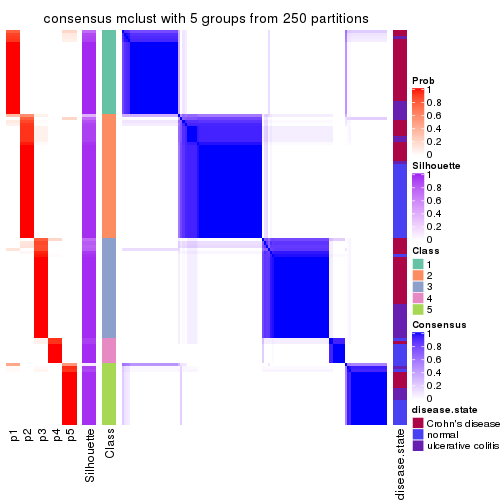 consensus mclust with 5 groups from 250 partitions
Prob
1
0.8
0.6
0.4
0.2
0
Silhouette
1
0.8
0.6
0.4
0.2
0
Class
1
2
3
4
5
Consensus
1
0.8
0.6
0.4
0.2
0
disease.state
Crohn's disease
normal
ulcerative colitis
p1
p2
p3
p4
p5
Silhouette
Class
disease.state